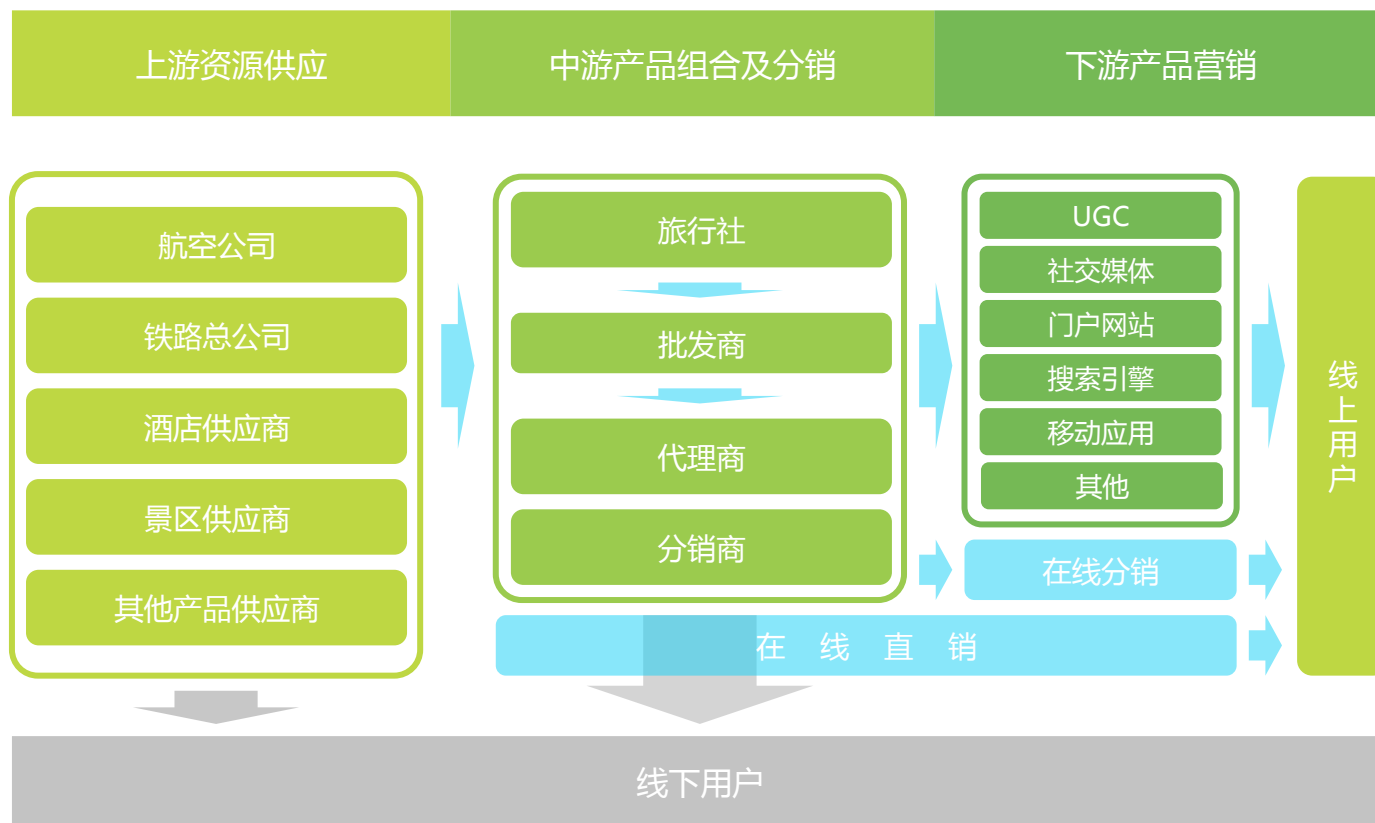 上游资源供应
中游产品组合及分销
下游产品营销
航空公司
铁路总公司
酒店供应商
景区供应商
其他产品供应商
旅行社
批发商
代理商
分销商
UGC
社交媒体
门户网站
搜索引擎
移动应用
其他
在线分销
在线直销
线上用户
线下用户